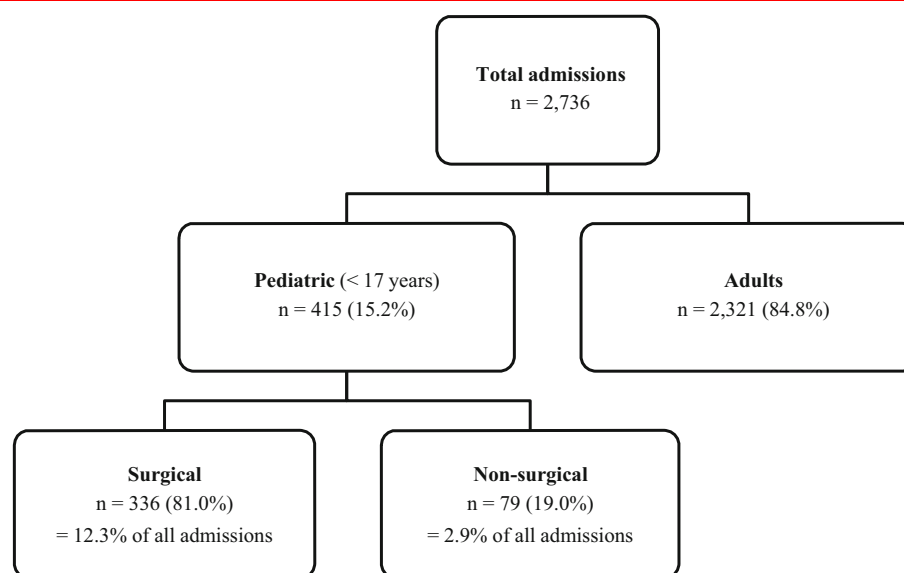 Total admissions
n = 2,736
Pediatric (< 17 years)
n = 415 (15.2%)
Adults
n = 2,321 (84.8%)
Surgical
n = 336 (81.0%)
= 12.3% of all admissions
Non-surgical
n = 79 (19.0%)
= 2.9% of all admissions